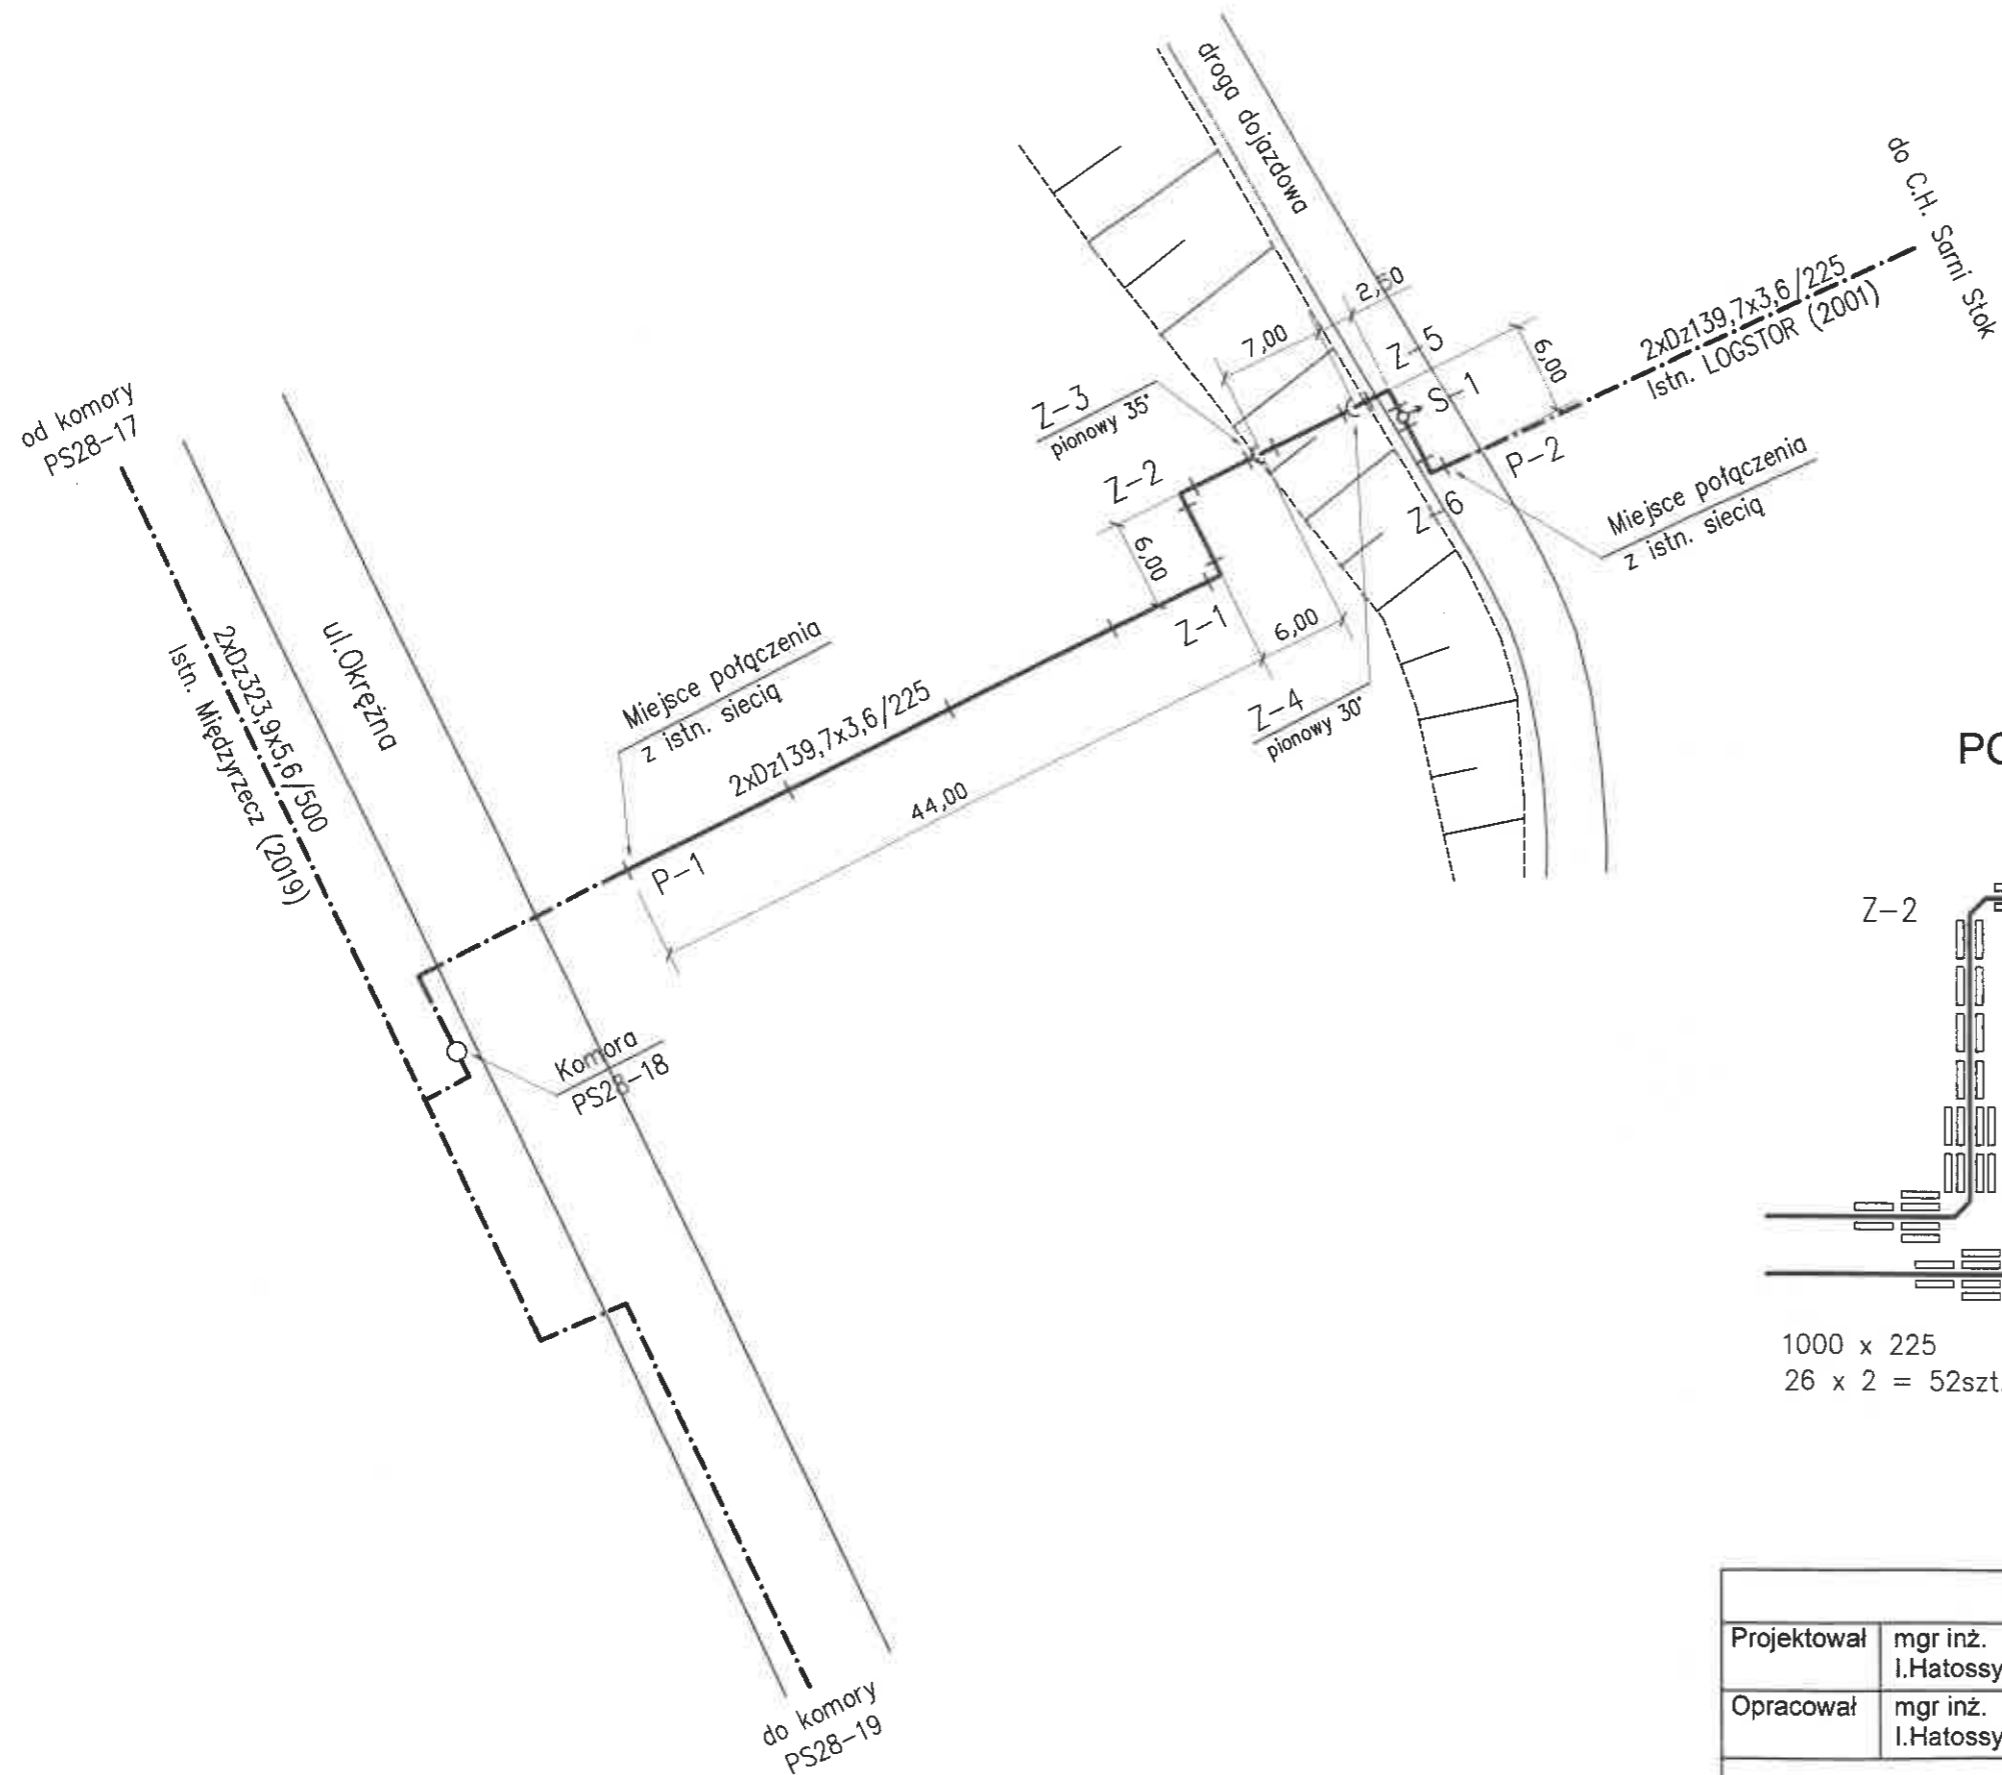 droga dojazdowa
do C.H. Sarni Stok
2,50
7,00
Z-5
S-1
6,00
2xDz139,7x3,6/225
Istn. LOGSTOR (2001)
Z-3
pionowy 35°
od komory
PS28-17
Z-2
P-2
Miejsce połączenia
z istn. siecią
Z-6
6,00
Z-1
6,00
2xDz323,9x5,6/500
Istn. Międzyrzecz (2019)
ul.Okrężna
Miejsce połączenia
z istn. siecią
2xDz139,7x3,6/225
Z-4
pionowy 30°
44,00
P-1
Z-2
Komora
PS28-18
1000 x 225
26 x 2 = 52szt.
do komory
PS28-19
Projektował
mgr inż.
I.Hatossy
Opracował
mgr inż.
I.Hatossy